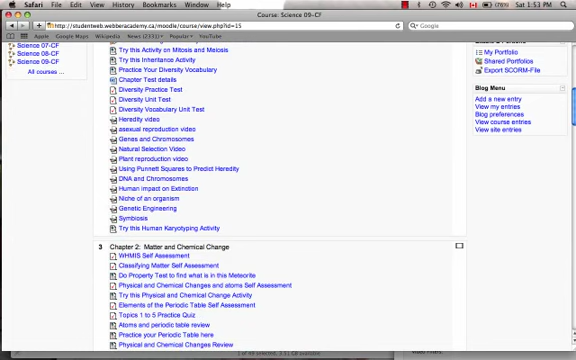 Safari File Edit View History Bookmarks Window Help
(76%) Sat 1:53 PM
Course: Science 09-CF
http://studentweb.webberacademy.ca/moodle/course/view.php?id=15
Google
Apple Google Maps Wikipedia News (2331) Popular YouTube
Science 07-CF
Science 08-CF
Science 09-CF
All courses ...
Try this Activity on Mitosis and Meiosis
Try this Inheritance Activity
Practice Your Diversity Vocabulary
Chapter Test details
Diversity Practice Test
Diversity Unit Test
Diversity Vocabulary Unit Test
Heredity video
asexual reproduction video
Genes and Chromosomes
Natural Selection Video
Plant reproduction video
Using Punnett Squares to Predict Heredity
DNA and Chromosomes
Human impact on Extinction
Niche of an organism
Genetic Engineering
Symbiosis
Try this Human Karyotyping Activity
3 Chapter 2: Matter and Chemical Change
WHMIS Self Assessment
Classifying Matter Self Assessment
Do Property Test to find what is in this Meteorite
Physical and Chemical Changes and atoms Self Assessment
Try this Physical and Chemical Change Activity
Elements of the Periodic Table Self Assessment
Topics 1 to 5 Practice Quiz
Atoms and periodic table review
Practice your Periodic Table here
Physical and Chemical Changes Review
My Portfolio
Shared Portfolios
Export SCORM-File
Blog Menu
Add a new entry
View my entries
Blog preferences
View course entries
View site entries